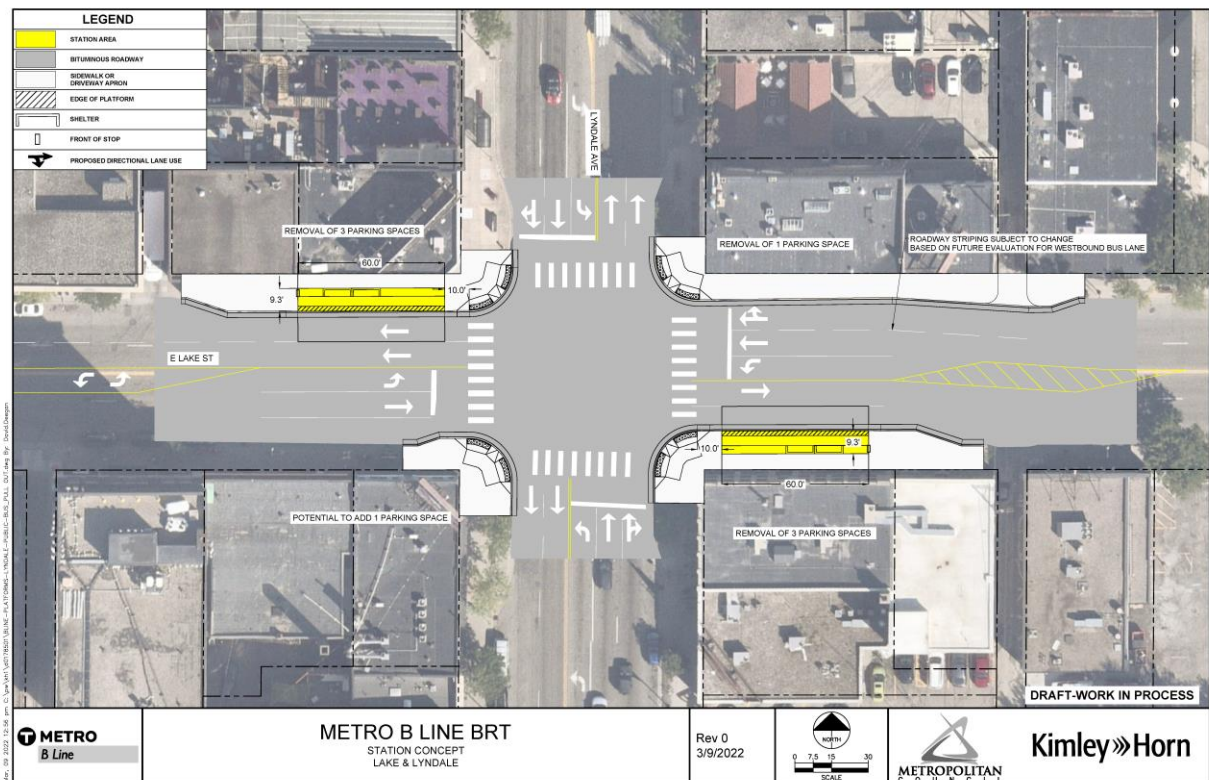 LEGEND
STATION AREA
BITUMINOUS ROADWAY
SIDEWALK OR
DRIVEWAY APRON
EDGE OF PLATFORM
SHELTER
FRONT OF STOP
PROPOSED DIRECTIONAL LANE USE
LYNDALE AVE
REMOVAL OF 3 PARKING SPACES
60.0'
10.0'
9.3'
REMOVAL OF 1 PARKING SPACE
ROADWAY STRIPING SUBJECT TO CHANGE
BASED ON FUTURE EVALUATION FOR WESTBOUND BUS LANE
E LAKE ST
10.0'
9.3'
60.0'
POTENTIAL TO ADD 1 PARKING SPACE
REMOVAL OF 3 PARKING SPACES
DRAFT-WORK IN PROCESS
METRO
B Line
METRO B LINE BRT
STATION CONCEPT
LAKE & LYNDALE
Rev 0
3/9/2022
NORTH
0 7.5 15 30
SCALE
METROPOLITAN
Kimley»Horn